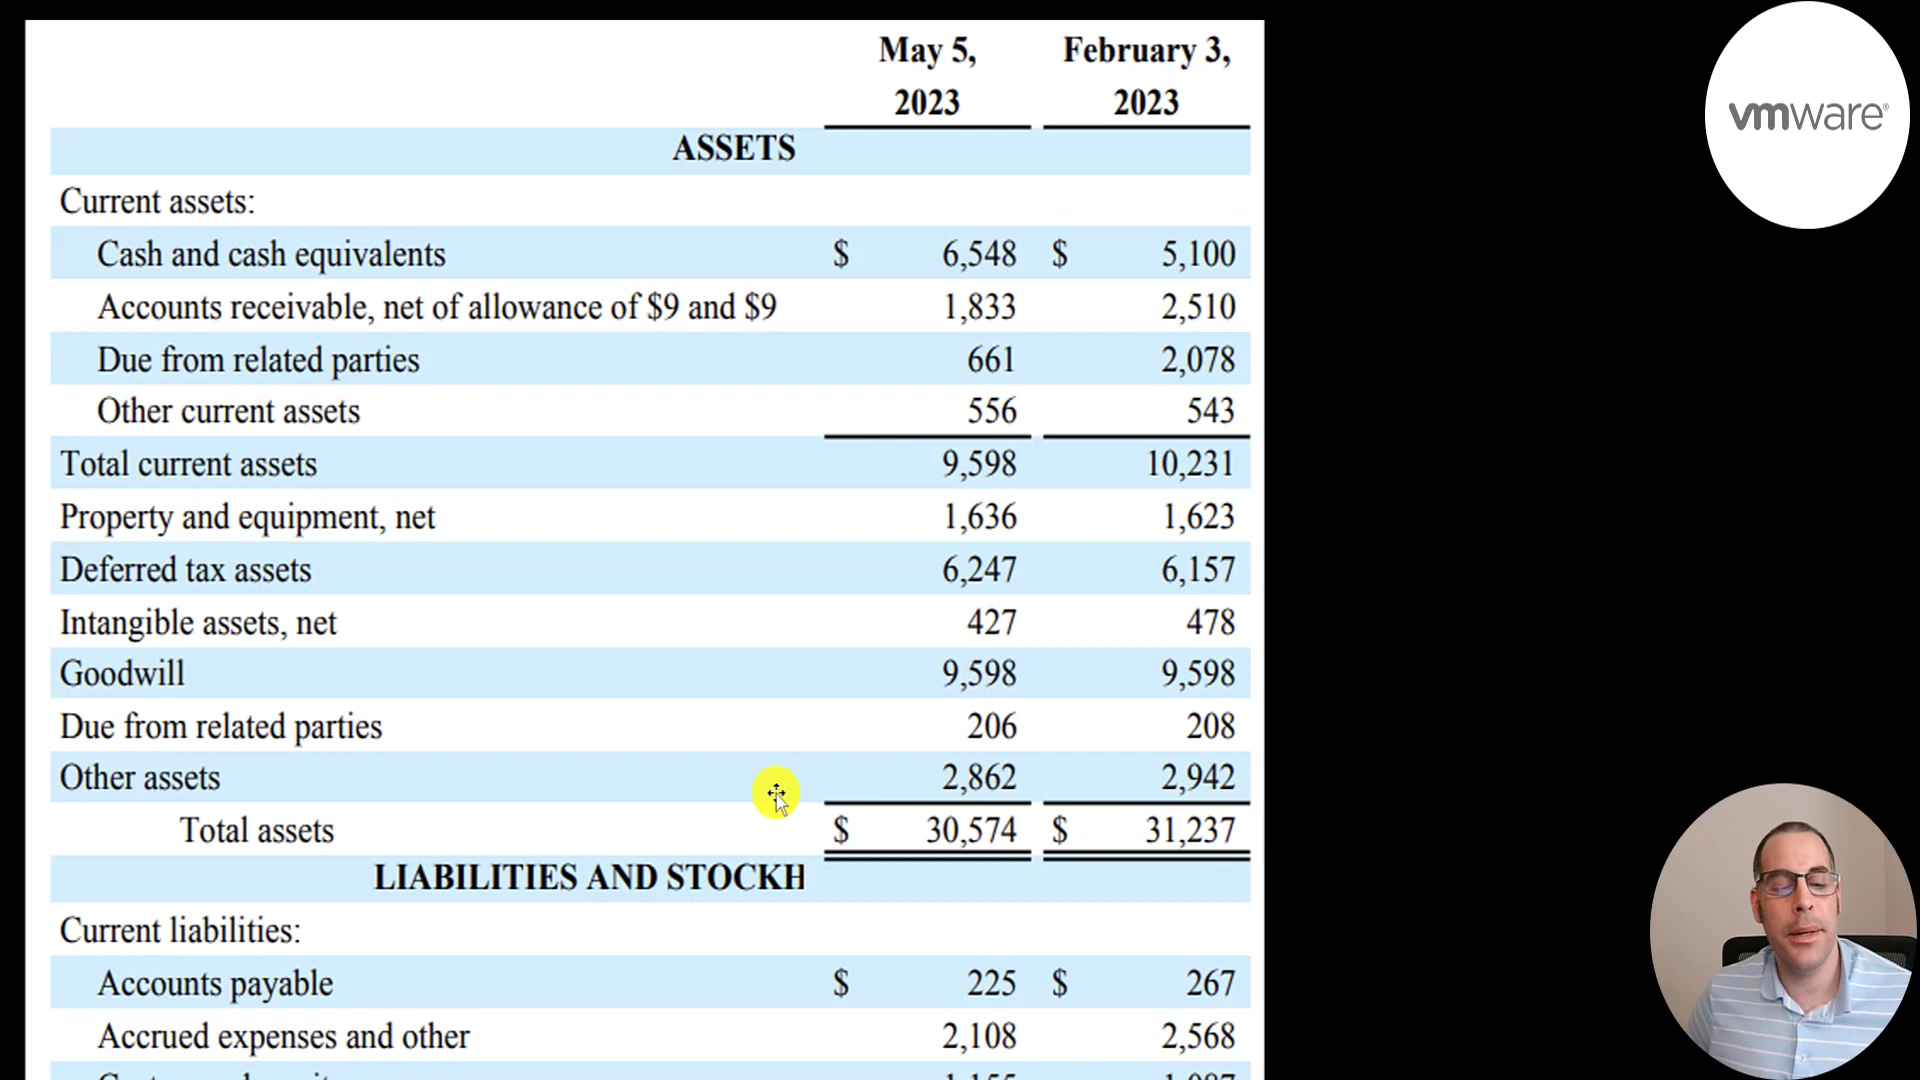 May 5, February 3,
2023 2023
ASSETS
Current assets:
Cash and cash equivalents $ 6,548 $ 5,100
Accounts receivable, net of allowance of $9 and $9 1,833 2,510
Due from related parties 661 2,078
Other current assets 556 543
Total current assets 9,598 10,231
Property and equipment, net 1,636 1,623
Deferred tax assets 6,247 6,157
Intangible assets, net 427 478
Goodwill 9,598 9,598
Due from related parties 206 208
Other assets 2,862 2,942
Total assets $ 30,574 $ 31,237
LIABILITIES AND STOCKH
Current liabilities:
Accounts payable $ 225 $ 267
Accrued expenses and other 2,108 2,568
vmware®